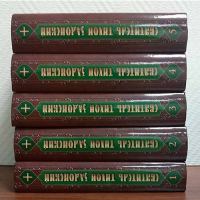 СВЯТИТЕЛЬ ТИХОН ЗАДОНСКИЙ 5
СВЯТИТЕЛЬ ТИХОН ЗАДОНСКИЙ 4
СВЯТИТЕЛЬ ТИХОН ЗАДОНСКИЙ 3
СВЯТИТЕЛЬ ТИХОН ЗАДОНСКИЙ 2
СВЯТИТЕЛЬ ТИХОН ЗАДОНСКИЙ 1